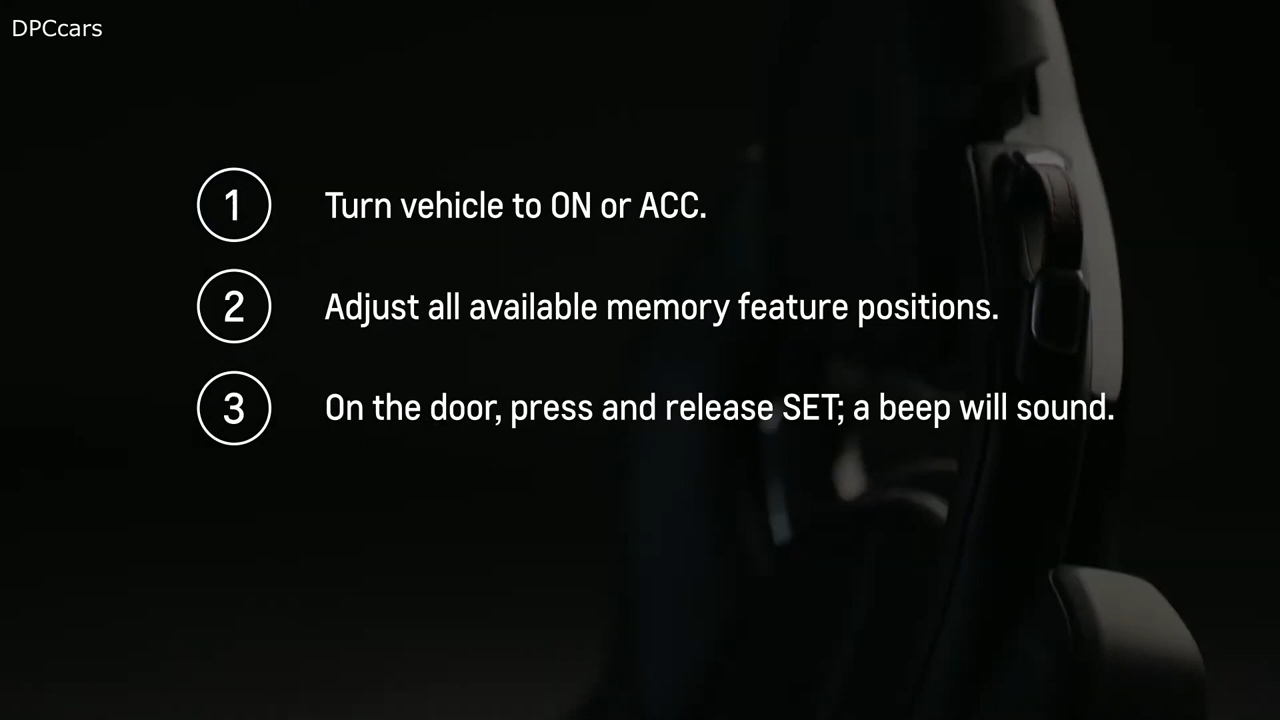 DPCcars
1 Turn vehicle to ON or ACC.
2 Adjust all available memory feature positions.
3 On the door, press and release SET; a beep will sound.